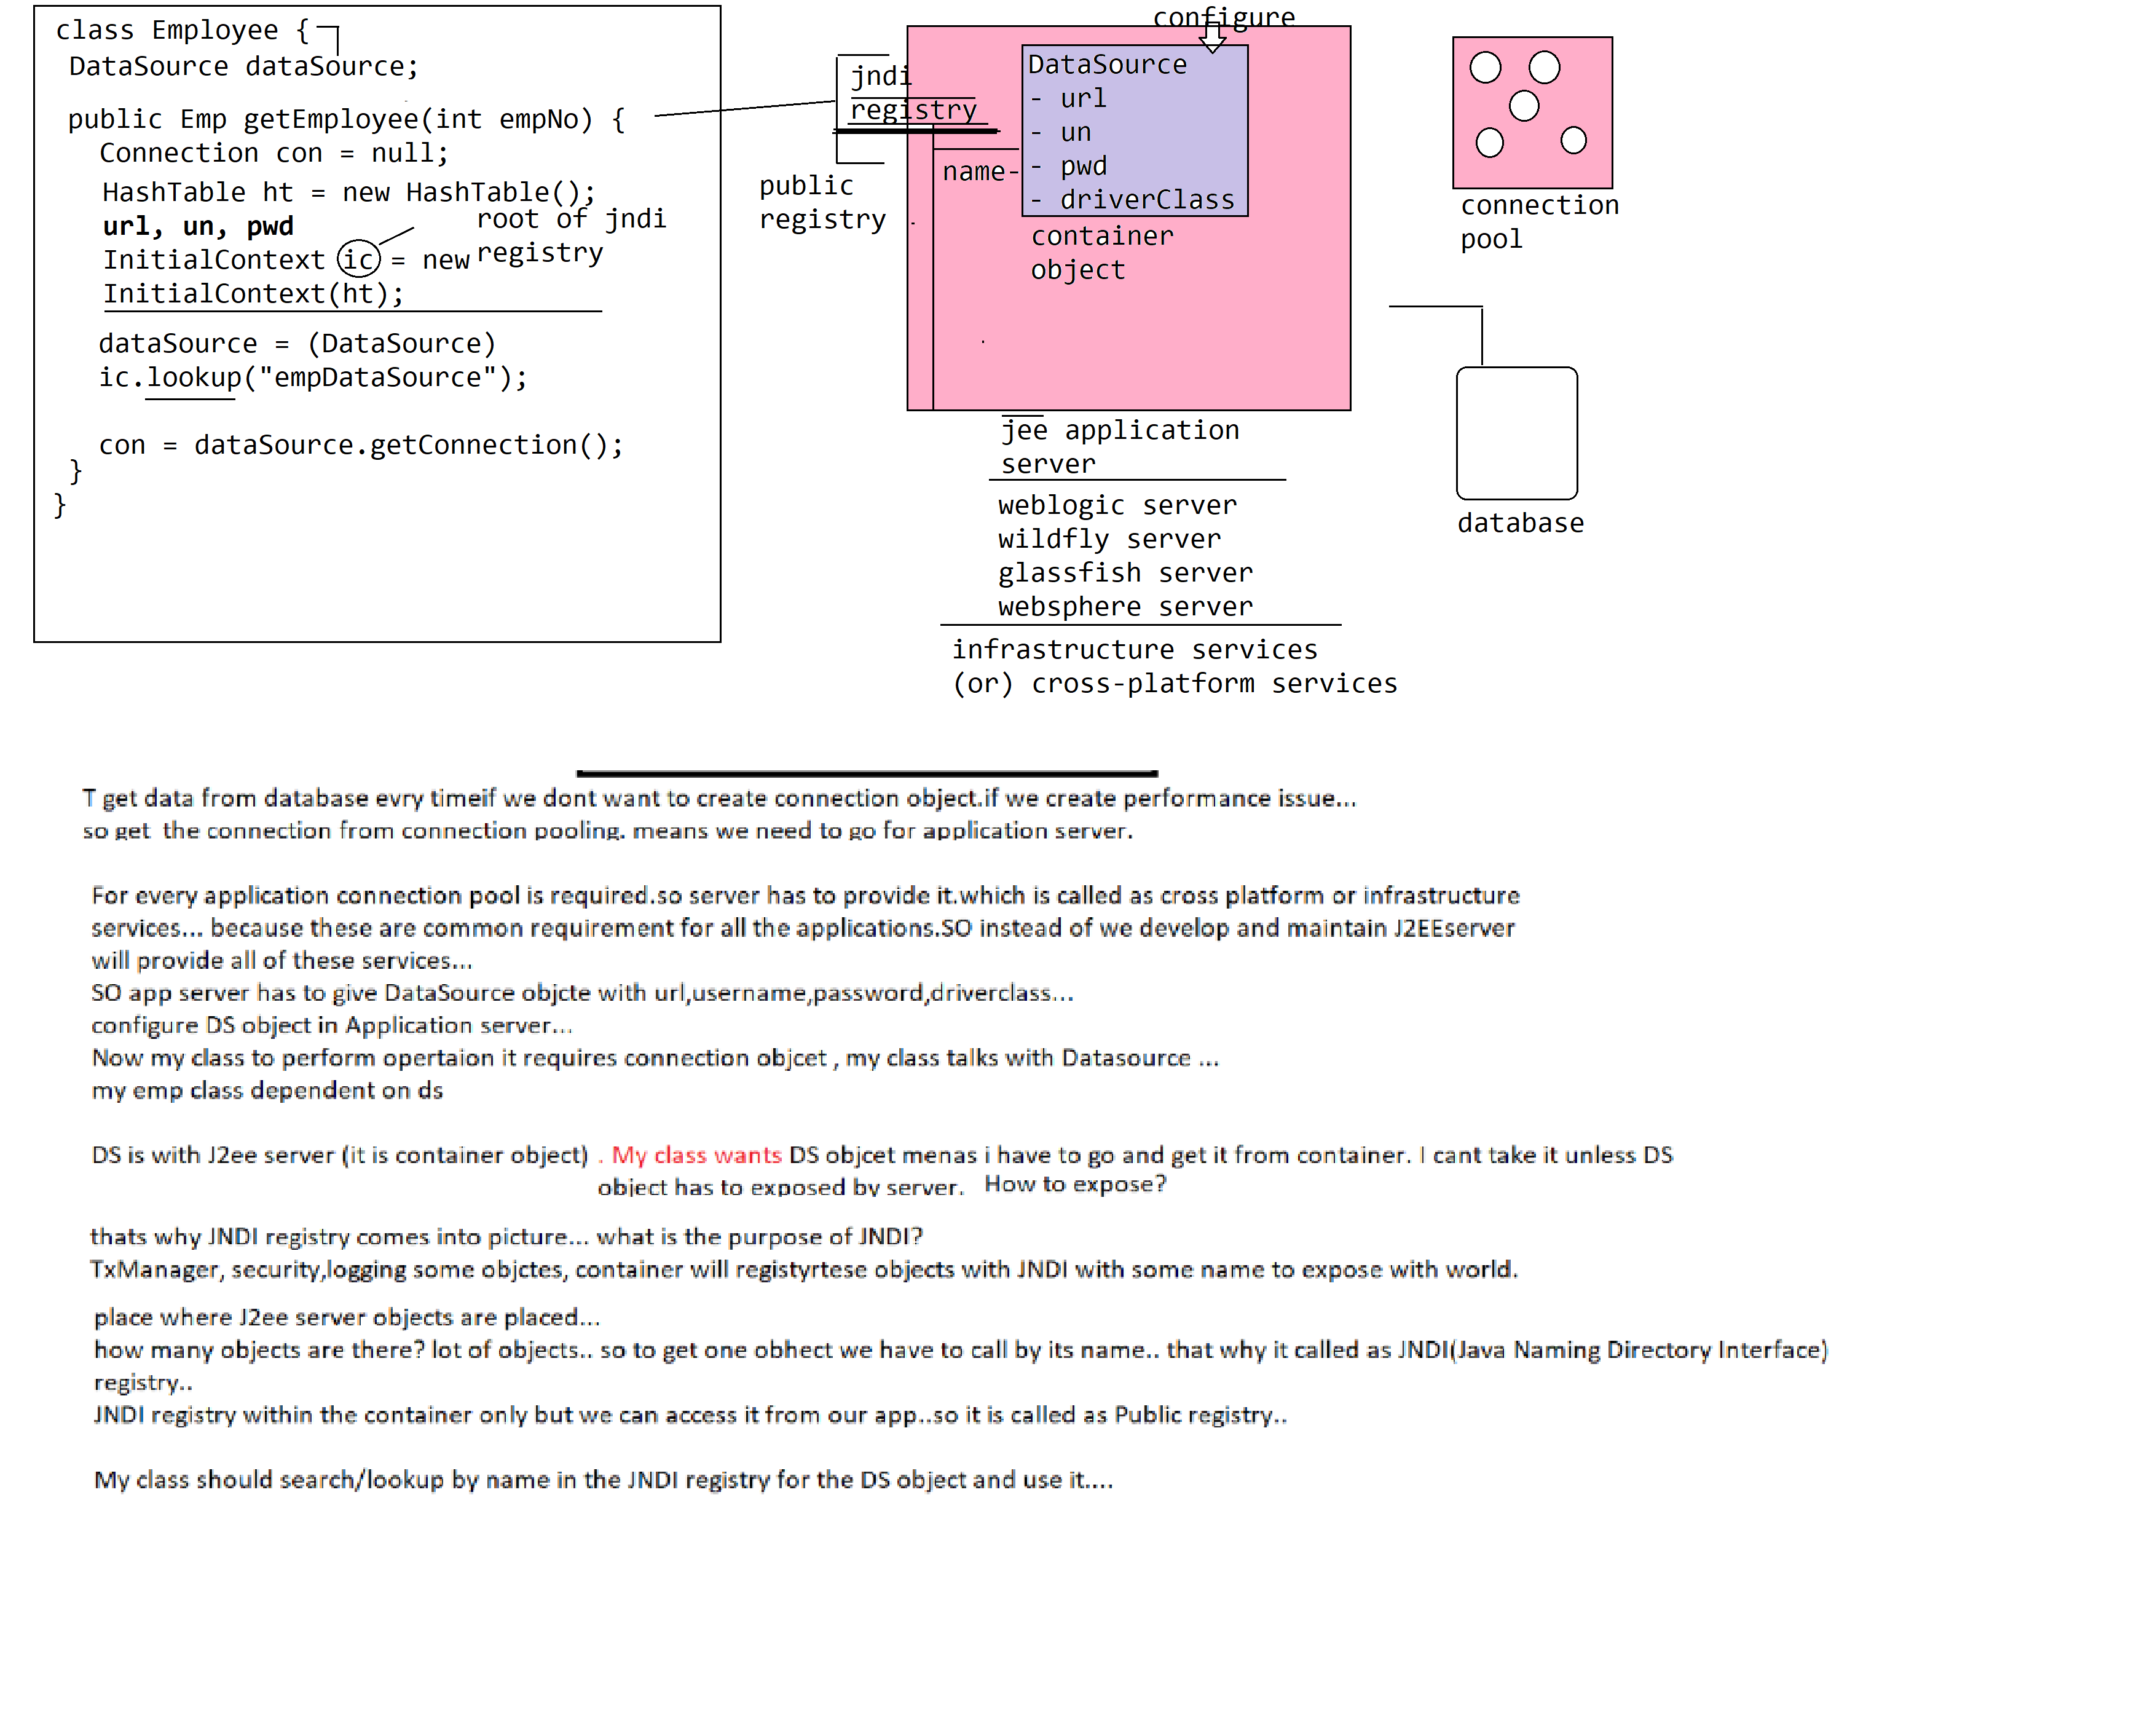 class Employee {
DataSource dataSource;
public Emp getEmployee(int empNo) {
Connection con = null;
HashTable ht = new HashTable();
url, un, pwd
InitialContext ic = new
InitialContext(ht);
root of jndi
registry
dataSource = (DataSource)
ic.lookup("empDataSource");
con = dataSource.getConnection();
}
}
jndi
registry
public
registry
name-
configure
DataSource
- url
- un
- pwd
- driverClass
container
object
connection
pool
database
jee application
server
weblogic server
wildfly server
glassfish server
websphere server
infrastructure services
(or) cross-platform services
T get data from database evry timeif we dont want to create connection object.if we create performance issue...
so get the connection from connection pooling. means we need to go for application server.
For every application connection pool is required.so server has to provide it.which is called as cross platform or infrastructure
services... because these are common requirement for all the applications.SO instead of we develop and maintain J2EEserver
will provide all of these services...
SO app server has to give DataSource objcte with url,username,password,driverclass...
configure DS object in Application server...
Now my class to perform opertaion it requires connection objcet , my class talks with Datasource ...
my emp class dependent on ds
DS is with J2ee server (it is container object) . My class wants DS objcet menas i have to go and get it from container. I cant take it unless DS
object has to exposed by server. How to expose?
thats why JNDI registry comes into picture... what is the purpose of JNDI?
TxManager, security,logging some objctes, container will registyrtese objects with JNDI with some name to expose with world.
place where J2ee server objects are placed...
how many objects are there? lot of objects.. so to get one obhect we have to call by its name.. that why it called as JNDI(Java Naming Directory Interface)
registry..
JNDI registry within the container only but we can access it from our app..so it is called as Public registry..
My class should search/lookup by name in the JNDI registry for the DS object and use it....